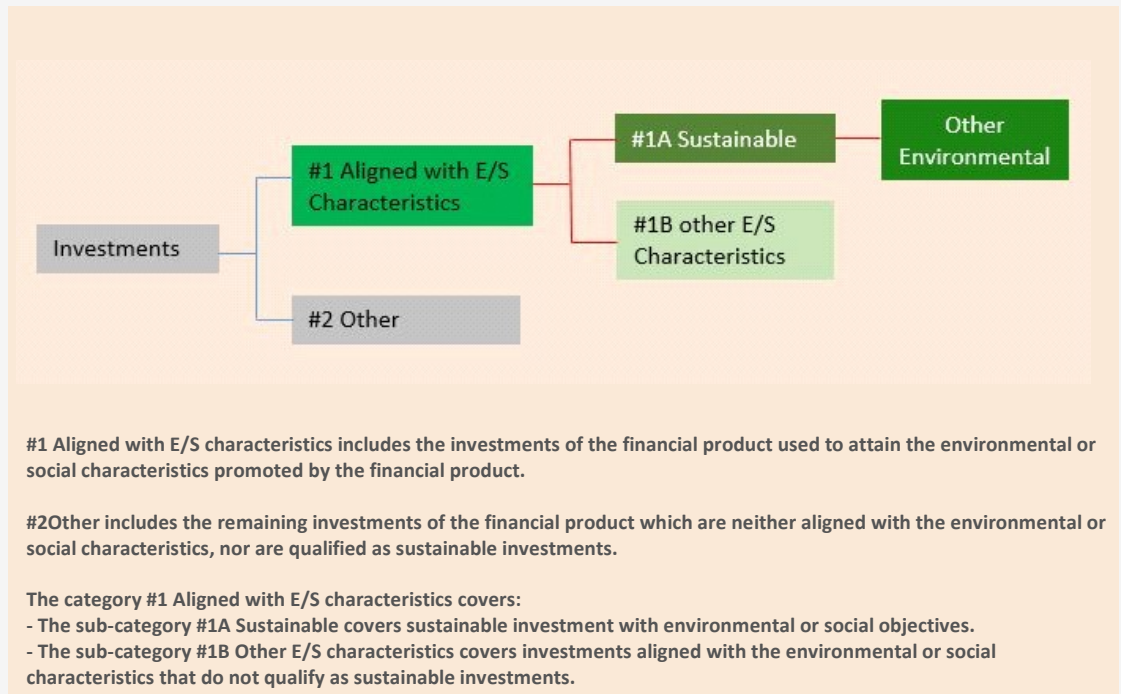 Investments
#1 Aligned with E/S
Characteristics
#2 Other
#1A Sustainable
#1B other E/S
Characteristics
Other
Environmental
#1 Aligned with E/S characteristics includes the investments of the financial product used to attain the environmental or
social characteristics promoted by the financial product.
#2Other includes the remaining investments of the financial product which are neither aligned with the environmental or
social characteristics, nor are qualified as sustainable investments.
The category #1 Aligned with E/S characteristics covers:
- The sub-category #1A Sustainable covers sustainable investment with environmental or social objectives.
- The sub-category #1B Other E/S characteristics covers investments aligned with the environmental or social
characteristics that do not qualify as sustainable investments.